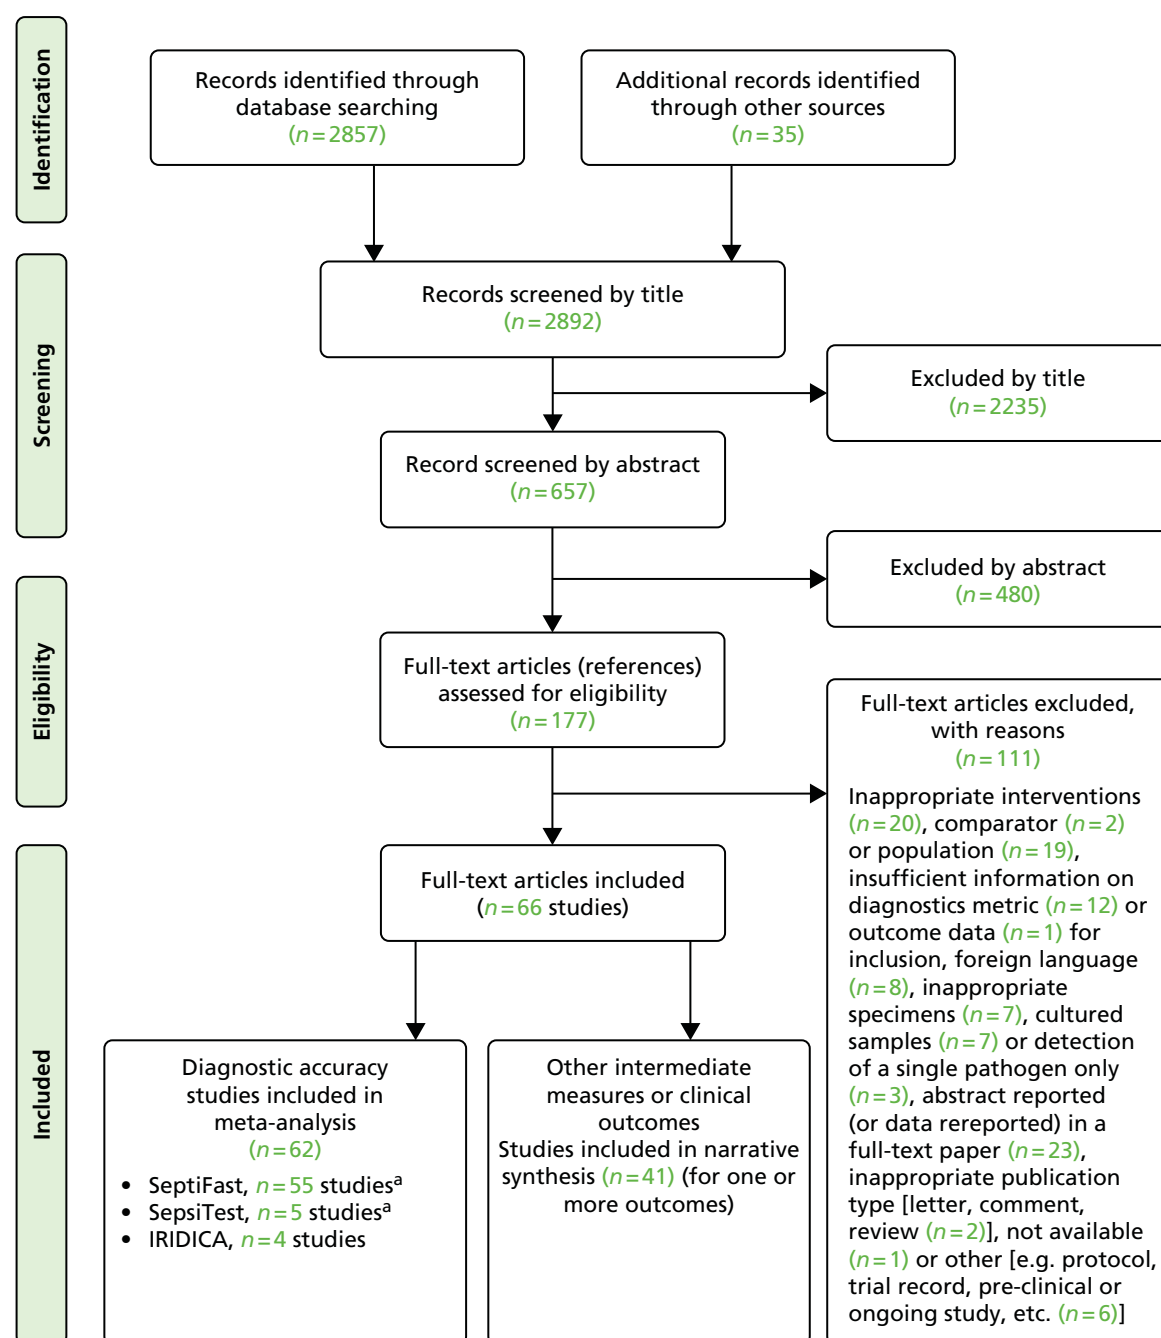 Identification
Records identified through
database searching
(n=2857)
Additional records identified
through other sources
(n=35)
Screening
Records screened by title
(n=2892)
Excluded by title
(n=2235)
Record screened by abstract
(n=657)
Excluded by abstract
(n=480)
Eligibility
Full-text articles (references)
assessed for eligibility
(n=177)
Full-text articles excluded,
with reasons
(n=111)
Inappropriate interventions
(n=20), comparator (n=2)
or population (n=19),
insufficient information on
diagnostics metric (n=12) or
outcome data (n=1) for
inclusion, foreign language
(n=8), inappropriate
specimens (n=7), cultured
samples (n=7) or detection
of a single pathogen only
(n=3), abstract reported
(or data rereported) in a
full-text paper (n=23),
inappropriate publication
type [letter, comment,
review (n=2)], not available
(n=1) or other [e.g. protocol,
trial record, pre-clinical or
ongoing study, etc. (n=6)]
Included
Full-text articles included
(n=66 studies)
Diagnostic accuracy
studies included in
meta-analysis
(n=62)
• SeptiFast, n=55 studiesᵃ
• SepsiTest, n=5 studiesᵃ
• IRIDICA, n=4 studies
Other intermediate
measures or clinical
outcomes
Studies included in narrative
synthesis (n=41) (for one or
more outcomes)